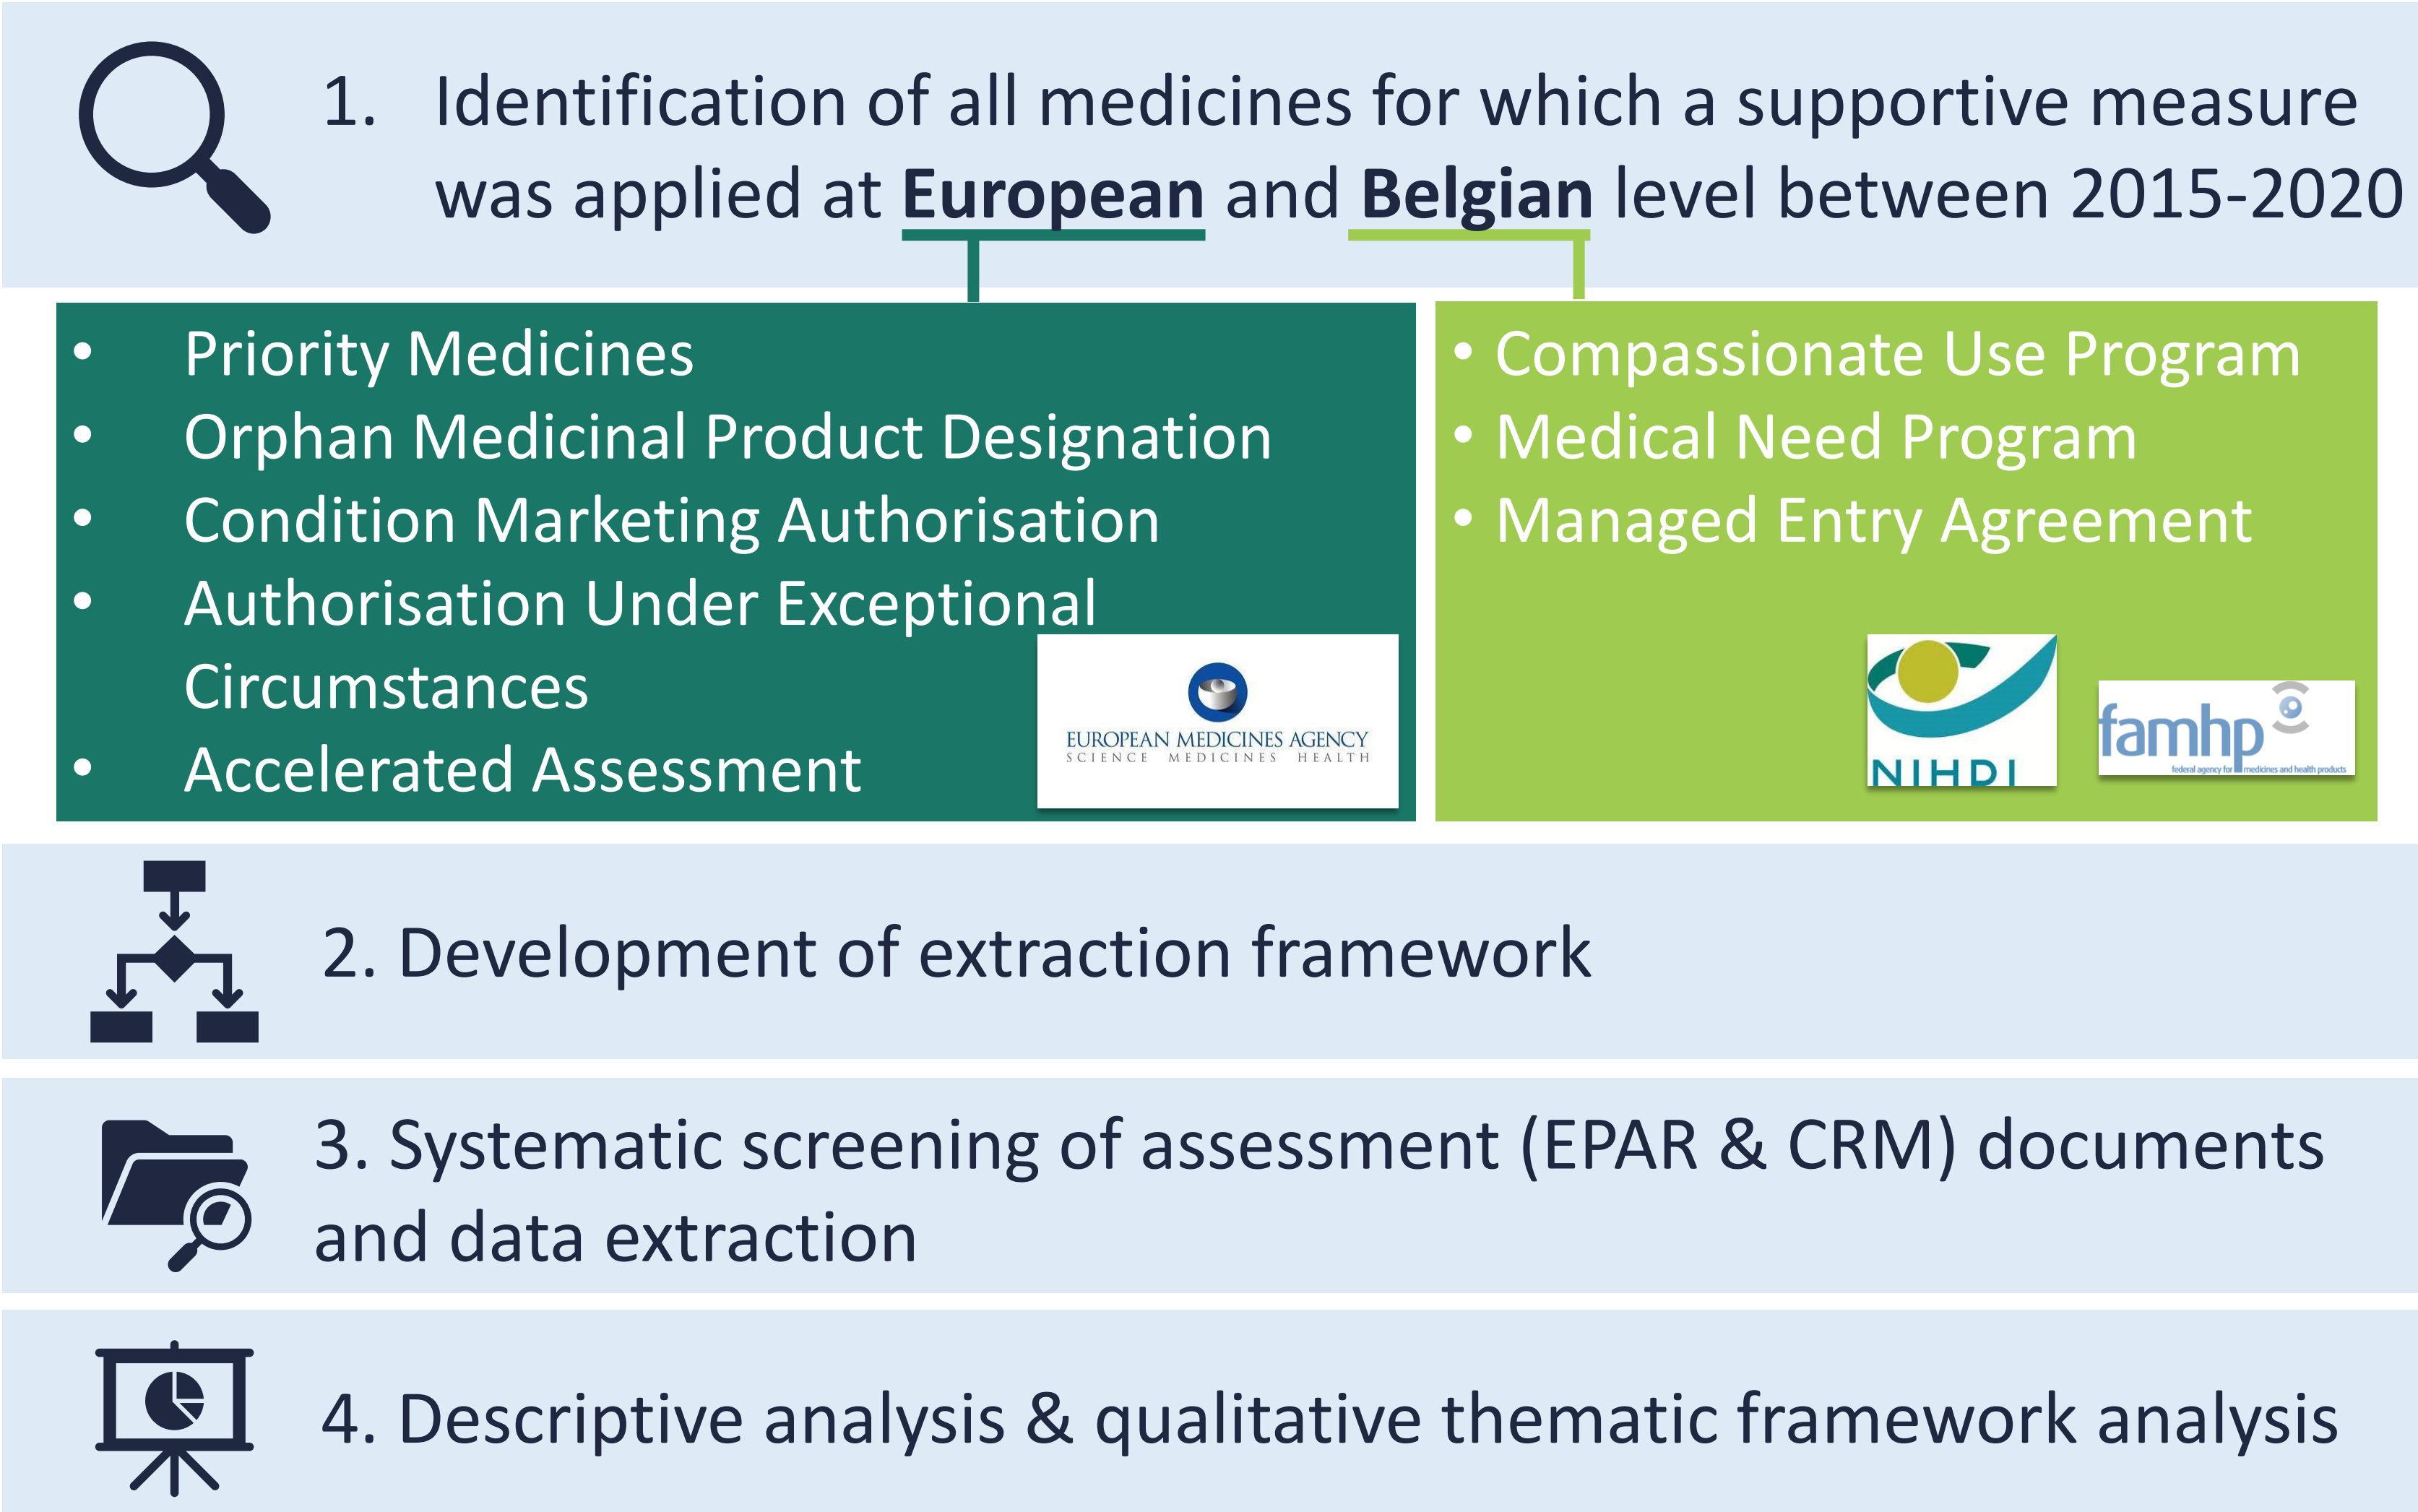 1. Identification of all medicines for which a supportive measure
was applied at European and Belgian level between 2015-2020
• Priority Medicines
• Orphan Medicinal Product Designation
• Condition Marketing Authorisation
• Authorisation Under Exceptional
Circumstances
• Accelerated Assessment
EUROPEAN MEDICINES AGENCY
SCIENCE MEDICINES HEALTH
• Compassionate Use Program
• Medical Need Program
• Managed Entry Agreement
NIHDI
famhp
federal agency for medicines and health products
2. Development of extraction framework
3. Systematic screening of assessment (EPAR & CRM) documents
and data extraction
4. Descriptive analysis & qualitative thematic framework analysis